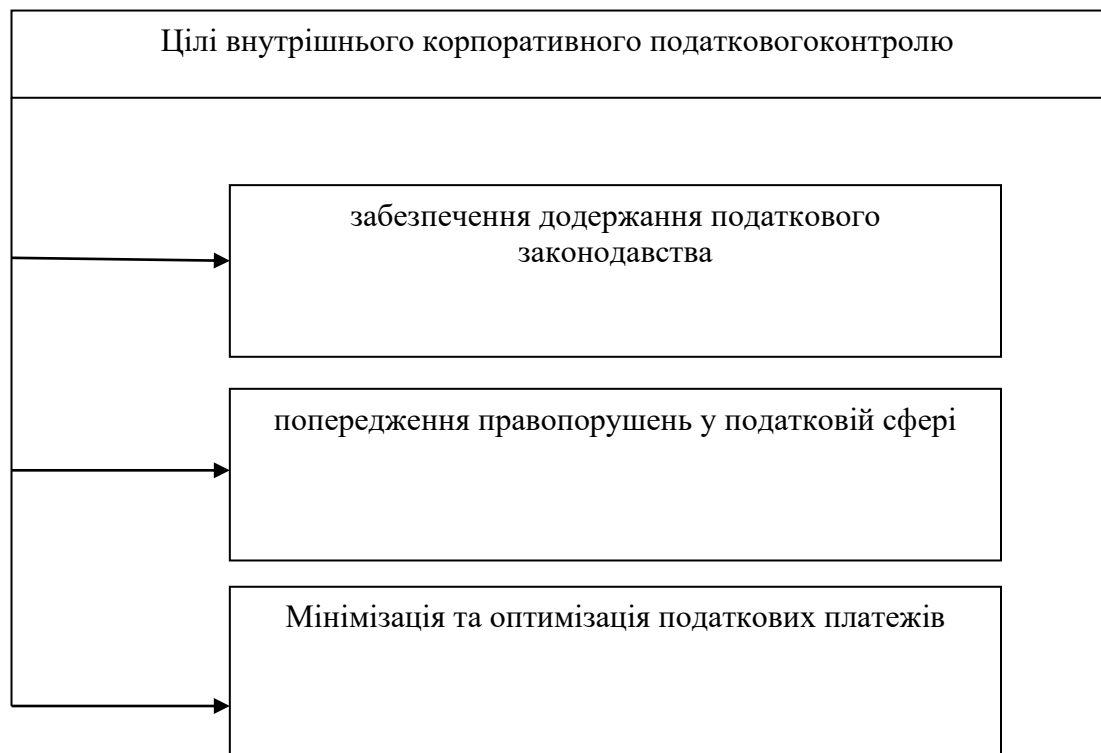 Цілі внутрішнього корпоративного податковогоконтролю
забезпечення додержання податкового
законодавства
попередження правопорушень у податковій сфері
Мінімізація та оптимізація податкових платежів